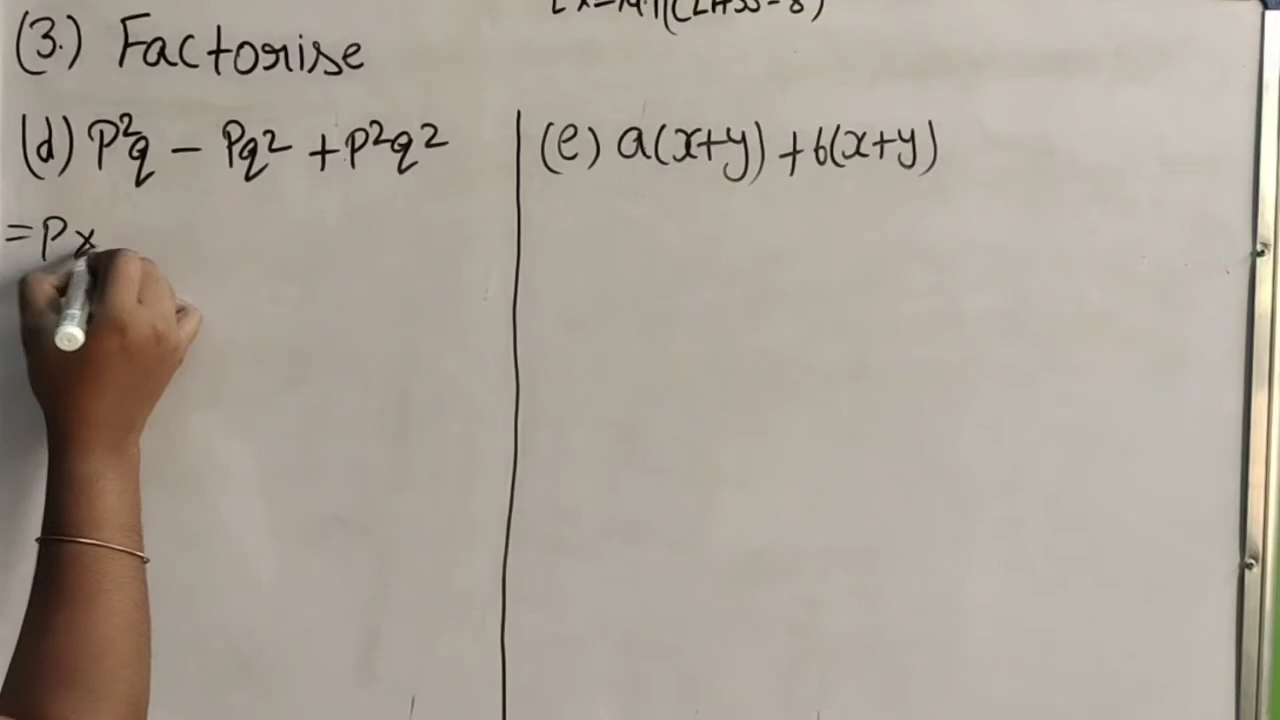 (3.) Factorise
(d) P²q - Pq² + P²q²
= P x
(e) a(x+y) + b(x+y)